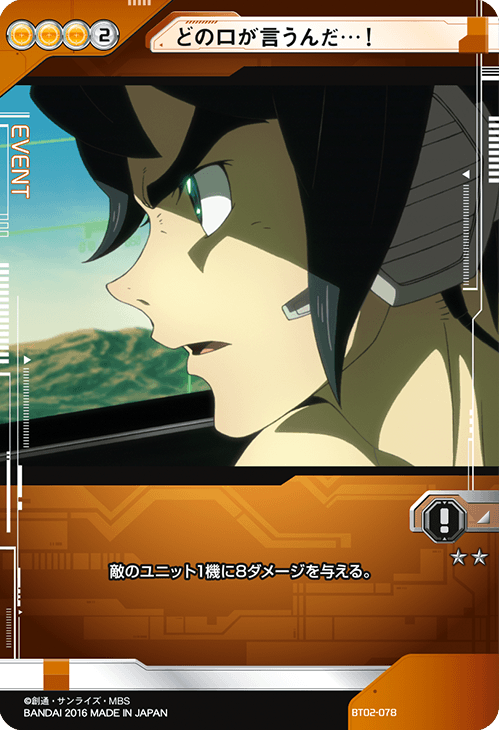 2
どの口が言うんだ…！
EVENT
敵のユニット1機に8ダメージを与える。
©創通・サンライズ・MBS
BANDAI 2016 MADE IN JAPAN
BT02-078